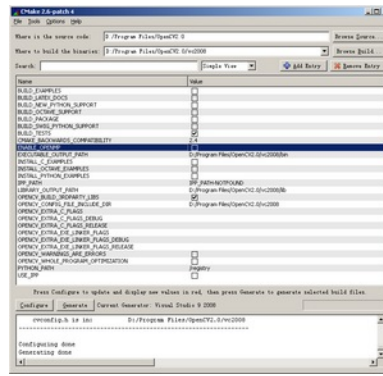 CMake 2.6-patch 4
File Tools Options Help
Where is the source code: D:/Program Files/OpenCV2.0 Browse Source...
Where to build the binaries: D:/Program Files/OpenCV2.0/vc2008 Browse Build...
Search: Simple View Add Entry Remove Entry
Name Value
BUILD_EXAMPLES
BUILD_LATEX_DOCS
BUILD_NEW_PYTHON_SUPPORT
BUILD_OCTAVE_SUPPORT
BUILD_PACKAGE
BUILD_SWIG_PYTHON_SUPPORT
BUILD_TESTS
CMAKE_BACKWARDS_COMPATIBILITY 2.4
ENABLE_OPENMP
EXECUTABLE_OUTPUT_PATH D:/Program Files/OpenCV2.0/vc2008/bin
INSTALL_C_EXAMPLES
INSTALL_OCTAVE_EXAMPLES
INSTALL_PYTHON_EXAMPLES
IPP_PATH IPP_PATH-NOTFOUND
LIBRARY_OUTPUT_PATH D:/Program Files/OpenCV2.0/vc2008/lib
OPENCV_BUILD_3RDPARTY_LIBS
OPENCV_CONFIG_FILE_INCLUDE_DIR D:/Program Files/OpenCV2.0/vc2008
OPENCV_EXTRA_C_FLAGS
OPENCV_EXTRA_C_FLAGS_DEBUG
OPENCV_EXTRA_C_FLAGS_RELEASE
OPENCV_EXTRA_EXE_LINKER_FLAGS
OPENCV_EXTRA_EXE_LINKER_FLAGS_DEBUG
OPENCV_EXTRA_EXE_LINKER_FLAGS_RELEASE
OPENCV_WARNINGS_ARE_ERRORS
OPENCV_WHOLE_PROGRAM_OPTIMIZATION
PYTHON_PATH /registry
USE_IPP
Press Configure to update and display new values in red, then press Generate to generate selected build files.
Configure Generate Current Generator: Visual Studio 9 2008
cvconfig.h is in: D:/Program Files/OpenCV2.0/vc2008
Configuring done
Generating done